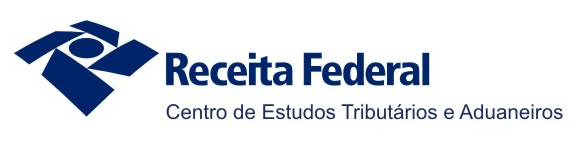 Receita Federal
Centro de Estudos Tributários e Aduaneiros